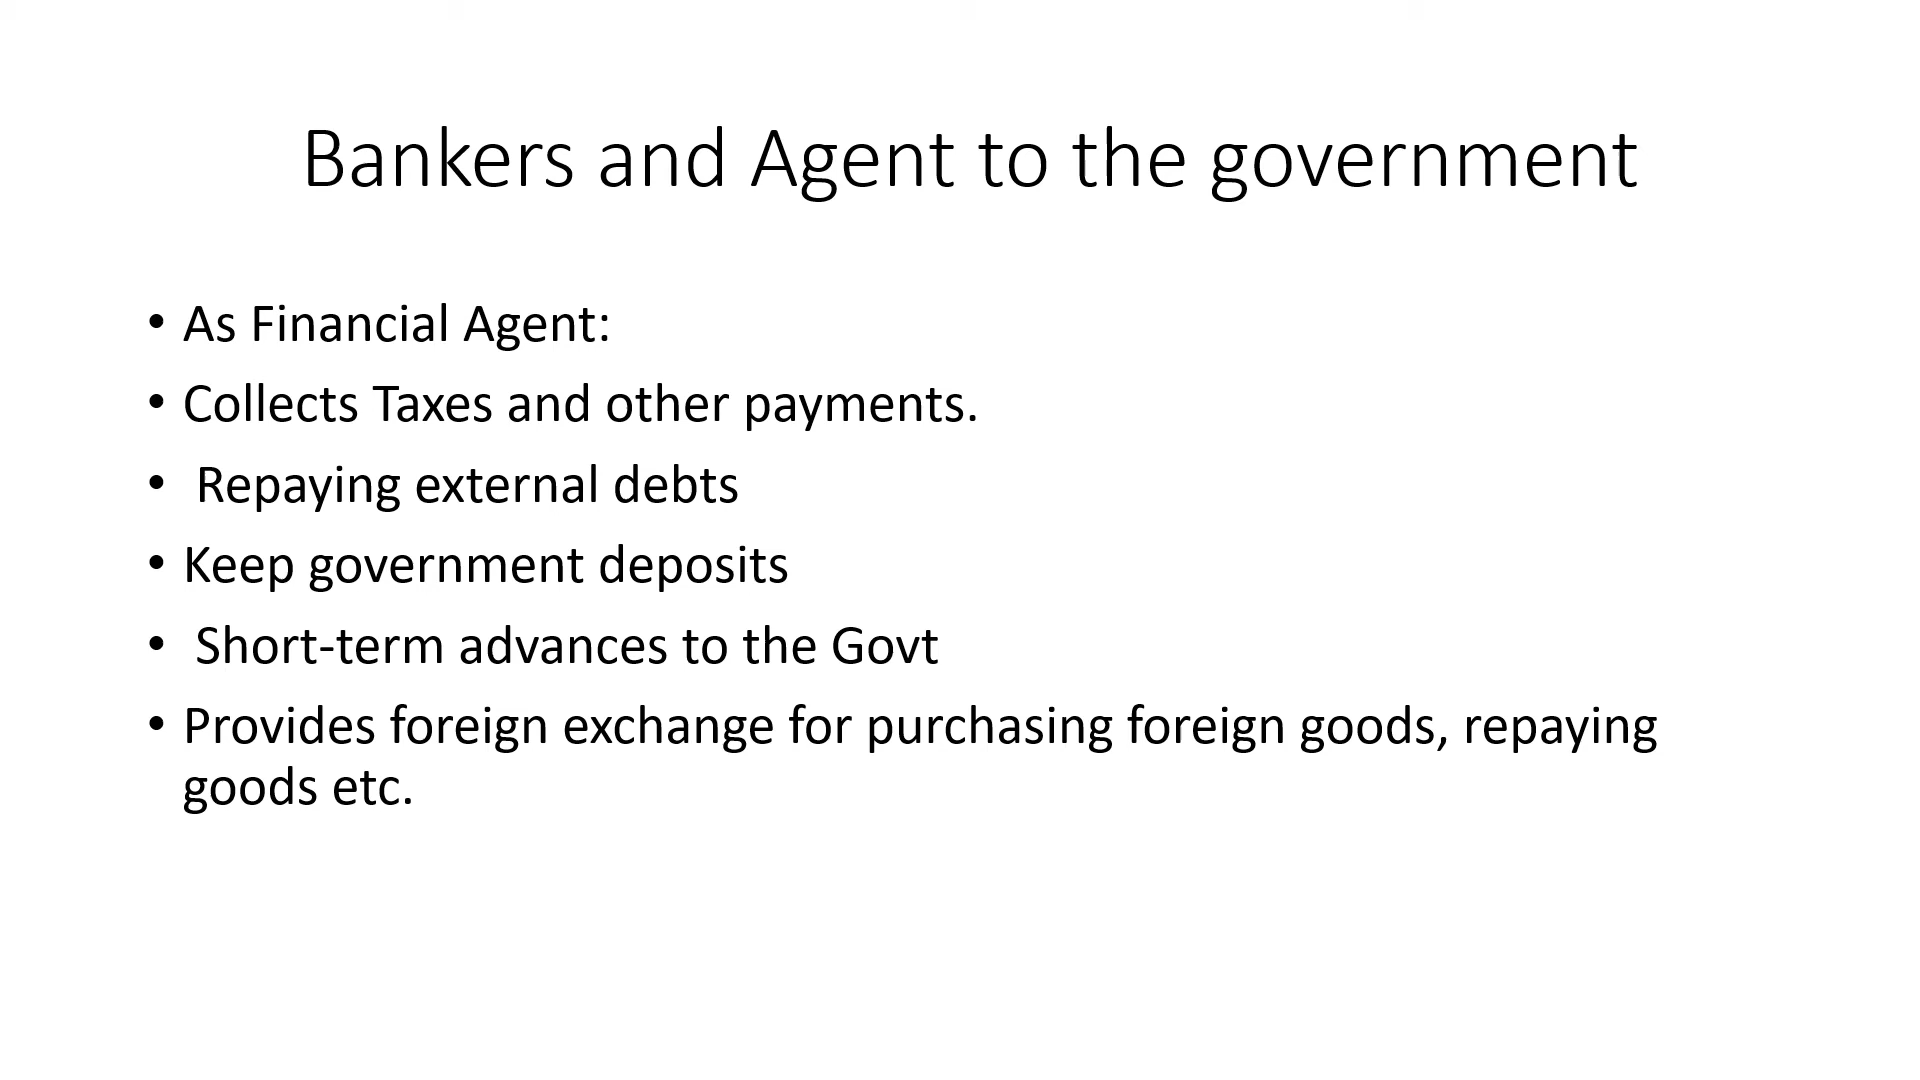 Bankers and Agent to the government
• As Financial Agent:
• Collects Taxes and other payments.
• Repaying external debts
• Keep government deposits
• Short-term advances to the Govt
• Provides foreign exchange for purchasing foreign goods, repaying
goods etc.